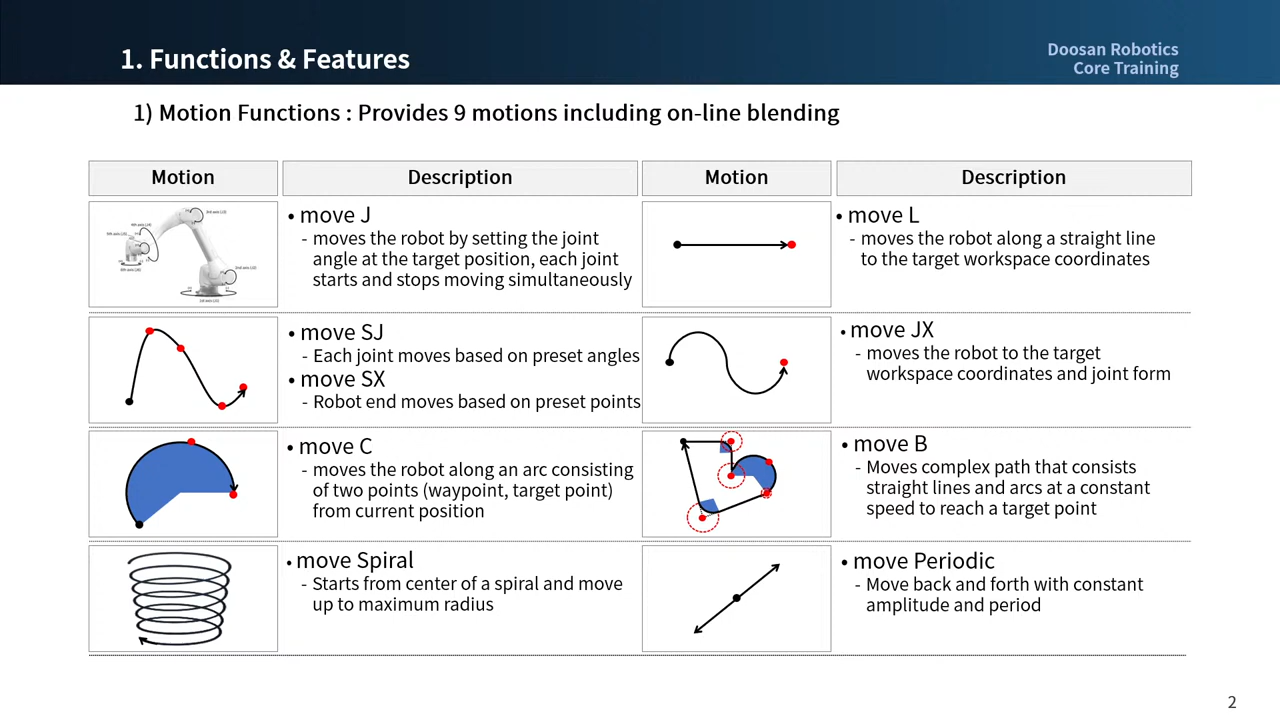 1. Functions & Features
Doosan Robotics
Core Training
1) Motion Functions : Provides 9 motions including on-line blending
Motion
Description
Motion
Description
• move J
- moves the robot by setting the joint
angle at the target position, each joint
starts and stops moving simultaneously
• move L
- moves the robot along a straight line
to the target workspace coordinates
• move SJ
- Each joint moves based on preset angles
• move SX
- Robot end moves based on preset points
• move JX
- moves the robot to the target
workspace coordinates and joint form
• move C
- moves the robot along an arc consisting
of two points (waypoint, target point)
from current position
• move B
- Moves complex path that consists
straight lines and arcs at a constant
speed to reach a target point
• move Spiral
- Starts from center of a spiral and move
up to maximum radius
• move Periodic
- Move back and forth with constant
amplitude and period
2